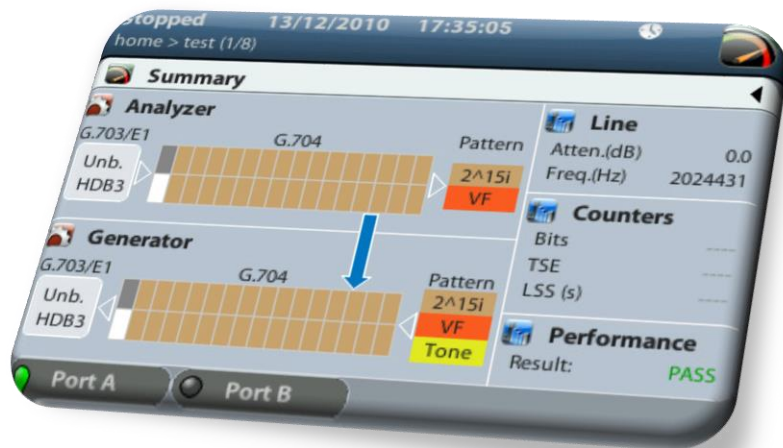 Stopped 13/12/2010 17:35:05
home > test (1/8)
Summary
Analyzer
G.703/E1 G.704 Pattern
Unb.
HDB3
2^15i
VF
Generator
G.703/E1 G.704 Pattern
Unb.
HDB3
2^15i
VF
Tone
Line
Atten.(dB) 0.0
Freq.(Hz) 2024431
Counters
Bits ----
TSE ----
LSS (s) ----
Performance
Result: PASS
Port A Port B